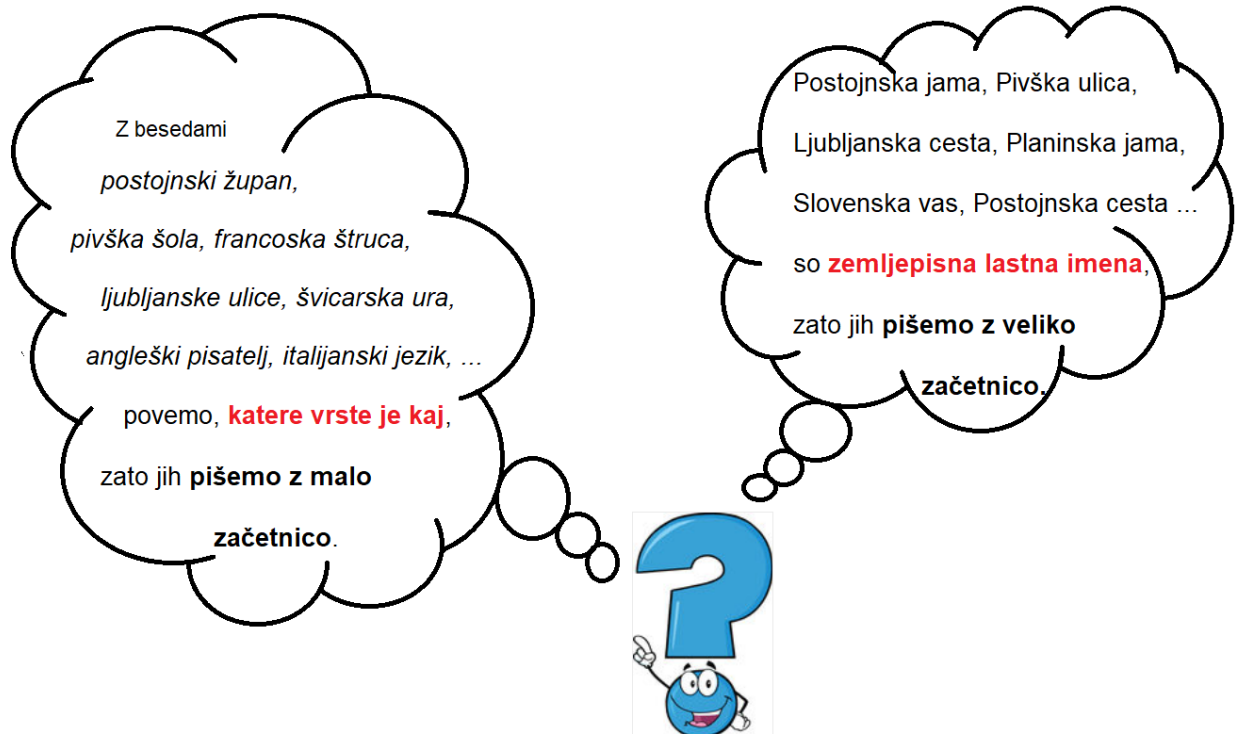 Z besedami
postojnski župan,
pivška šola, francoska štruca,
ljubljanske ulice, švicarska ura,
angleški pisatelj, italijanski jezik, ...
povemo, katere vrste je kaj,
zato jih pišemo z malo
začetnico.
Postojnska jama, Pivška ulica,
Ljubljanska cesta, Planinska jama,
Slovenska vas, Postojnska cesta ...
so zemljepisna lastna imena,
zato jih pišemo z veliko
začetnico.